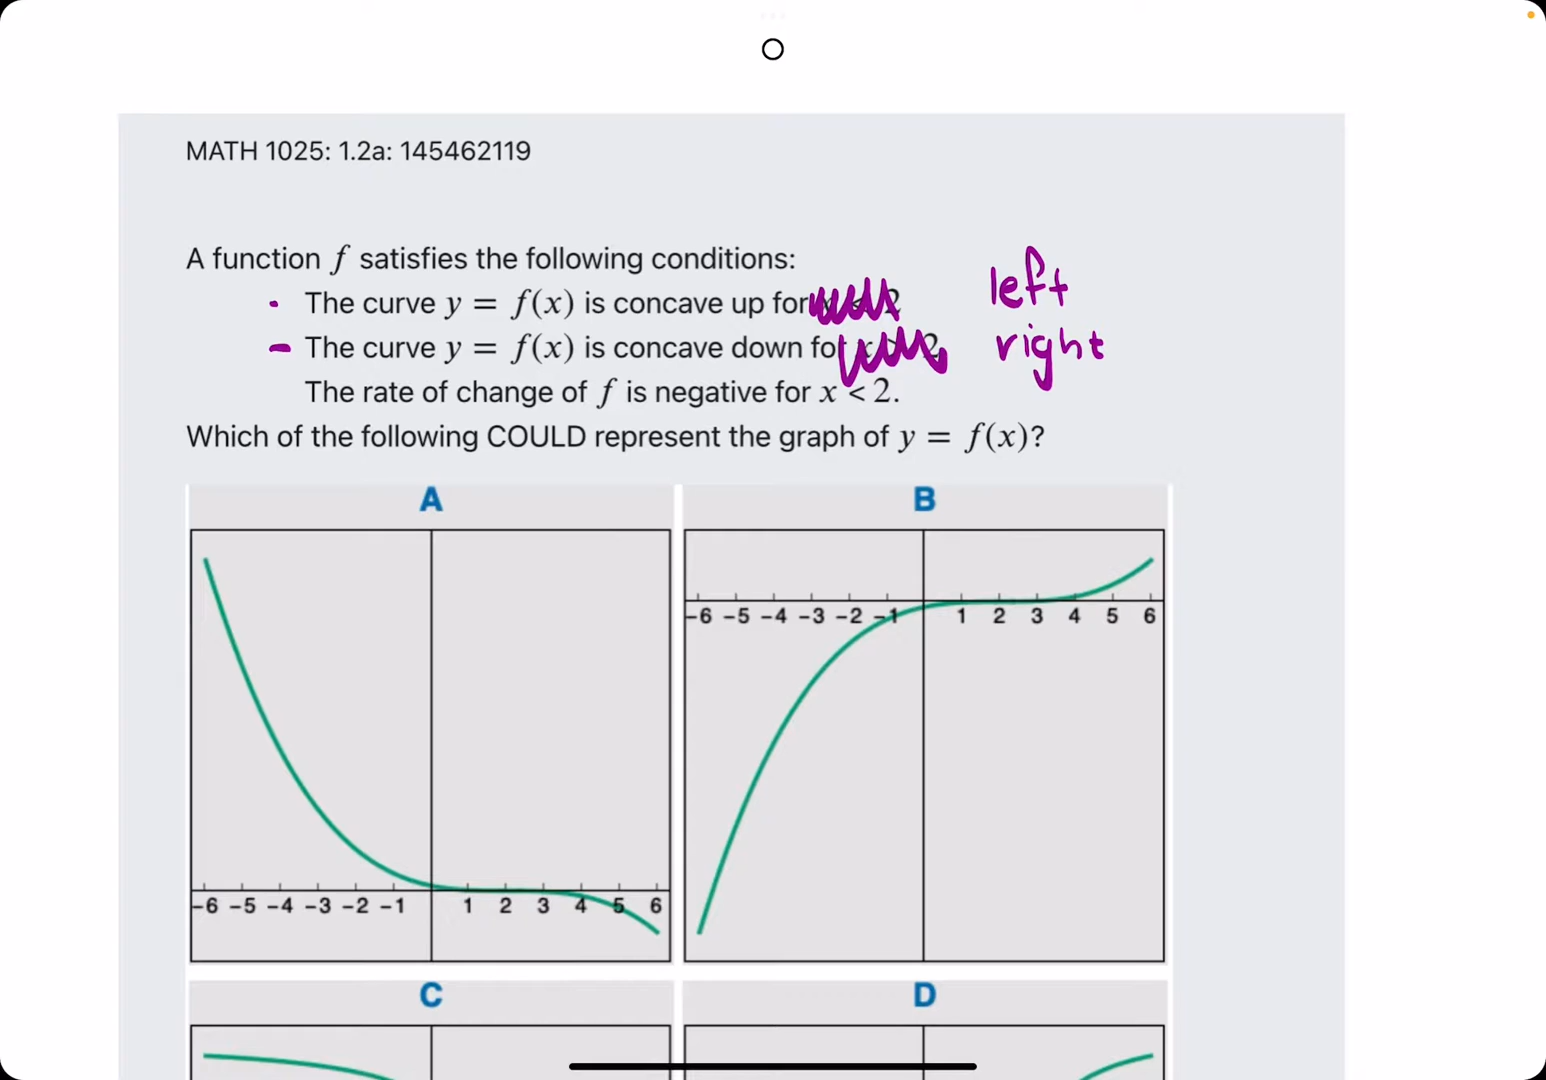 MATH 1025: 1.2a: 145462119
A function f satisfies the following conditions:
The curve y = f(x) is concave up for 2 left
The curve y = f(x) is concave down for 2 right
The rate of change of f is negative for x < 2.
Which of the following COULD represent the graph of y = f(x)?
A B
-6 -5 -4 -3 -2 -1 1 2 3 4 5 6
-6 -5 -4 -3 -2 -1 1 2 3 4 5 6
C D